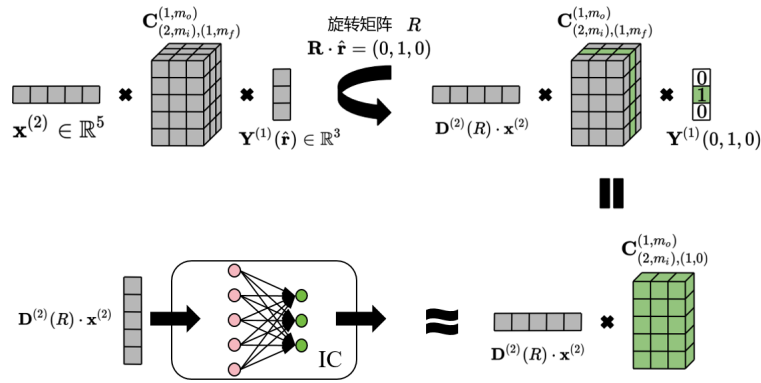 C^{(1,m_o)}_{(2,m_i),(1,m_f)}
旋转矩阵 R
R · r̂ = (0, 1, 0)
C^{(1,m_o)}_{(2,m_i),(1,m_f)}
x^{(2)} ∈ ℝ^5
Y^{(1)}(r̂) ∈ ℝ^3
D^{(2)}(R) · x^{(2)}
0
1
0
Y^{(1)}(0, 1, 0)
D^{(2)}(R) · x^{(2)}
IC
C^{(1,m_o)}_{(2,m_i),(1,0)}
D^{(2)}(R) · x^{(2)}